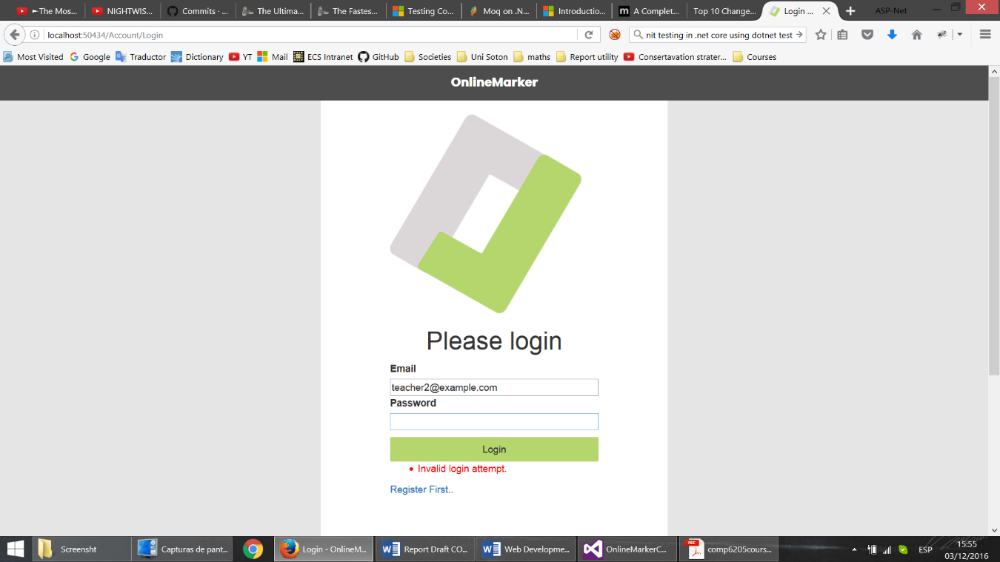 ►The Mos... NIGHTWIS... Commits · ... The Ultima... The Fastes... Testing Co... Moq on .N... Introductio... A Complet... Top 10 Change... Login ... ASP-Net
localhost:50434/Account/Login nit testing in .net core using dotnet test
Most Visited Google Traductor Dictionary YT Mail ECS Intranet GitHub Societies Uni Soton maths Report utility Consertavation strater... Courses
OnlineMarker
Please login
Email
teacher2@example.com
Password
Login
• Invalid login attempt.
Register First..
Screensht Capturas de pant... Login - OnlineM... Report Draft CO... Web Developme... OnlineMarkerC... PDF comp6205cours... ESP 15:55
03/12/2016